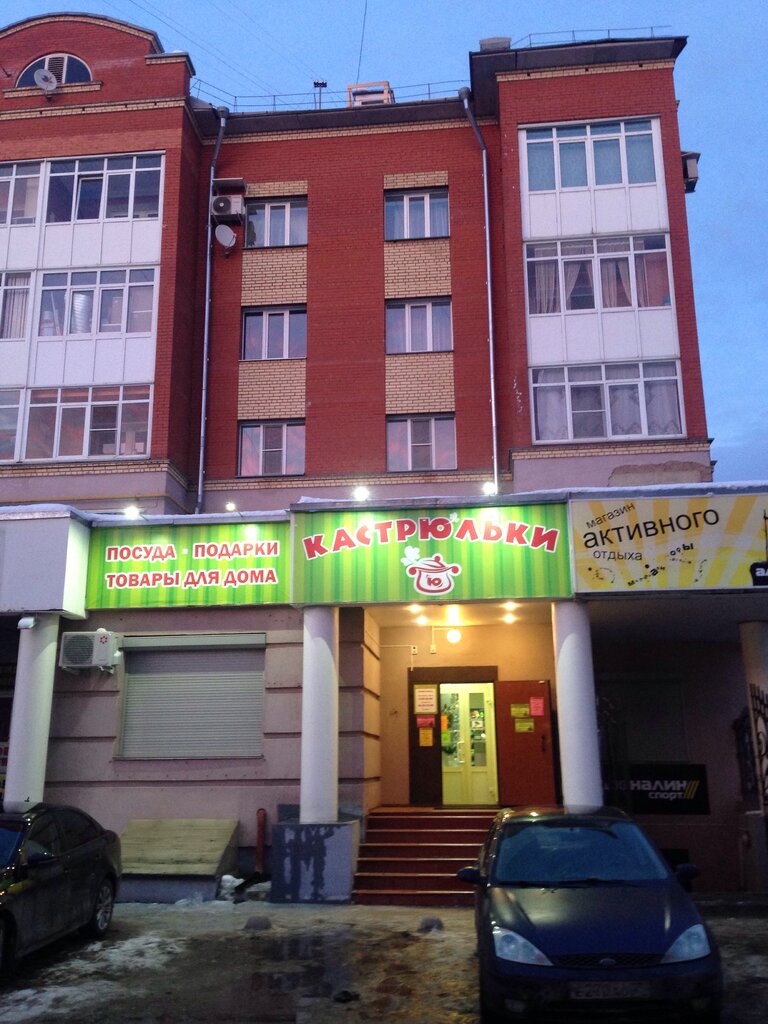 ПОСУДА · ПОДАРКИ
ТОВАРЫ ДЛЯ ДОМА
КАСТРЮЛЬКИ
Ю
магазин
активного
отдыха
НАЛИН
СПОРТ